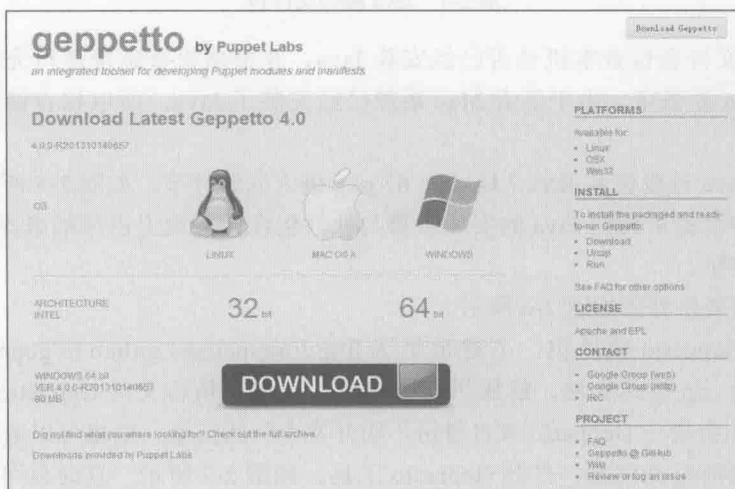 Download Geppetto
geppetto by Puppet Labs
an integrated toolset for developing Puppet modules and manifests
Download Latest Geppetto 4.0
4.0.0-R201310140657
OS
LINUX
MAC OS X
WINDOWS
ARCHITECTURE
INTEL
32 bit
64 bit
WINDOWS 64 bit
VER 4.0.0-R201310140657
80 MB
DOWNLOAD
Did not find what you where looking for? Check out the full archive.
Downloads provided by Puppet Labs
PLATFORMS
Available for:
Linux
OSX
Win32
INSTALL
To install the packaged and ready-
to-run Geppetto:
Download
Unzip
Run
See FAQ for other options
LICENSE
Apache and EPL
CONTACT
Google Group (web)
Google Group (http)
IRC
PROJECT
FAQ
Geppetto @ GitHub
Wiki
Review or log an issue